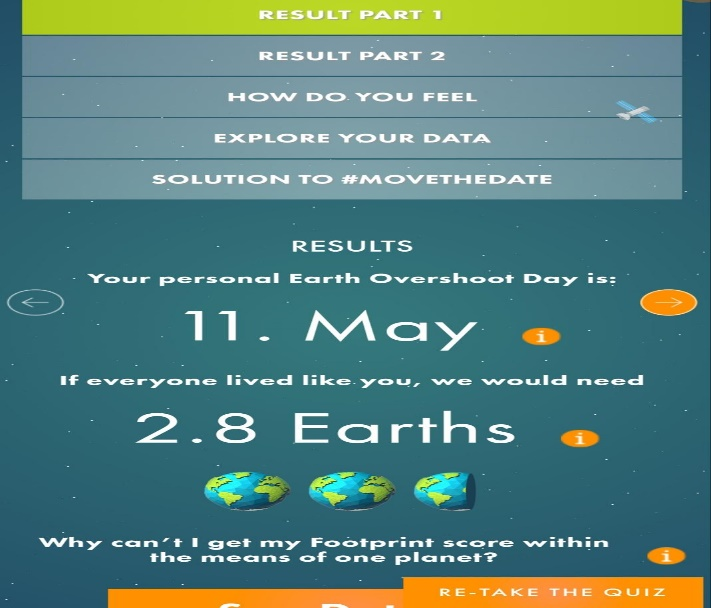 RESULT PART 1
RESULT PART 2
HOW DO YOU FEEL
EXPLORE YOUR DATA
SOLUTION TO #MOVETHEDATE
RESULTS
Your personal Earth Overshoot Day is:
11. May
If everyone lived like you, we would need
2.8 Earths
Why can't I get my Footprint score within
the means of one planet?
RE-TAKE THE QUIZ